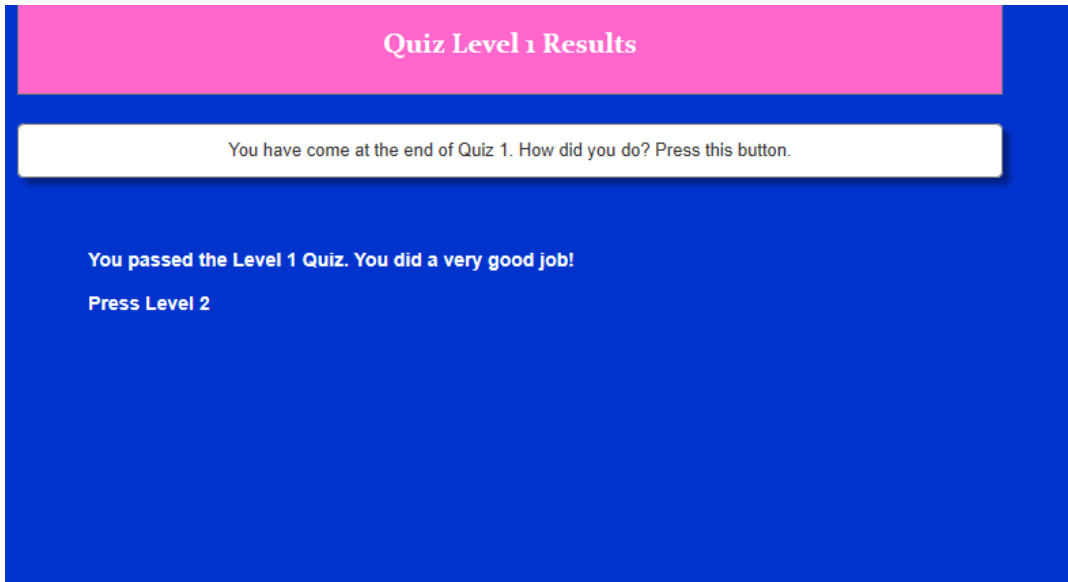 Quiz Level 1 Results
You have come at the end of Quiz 1. How did you do? Press this button.
You passed the Level 1 Quiz. You did a very good job!
Press Level 2